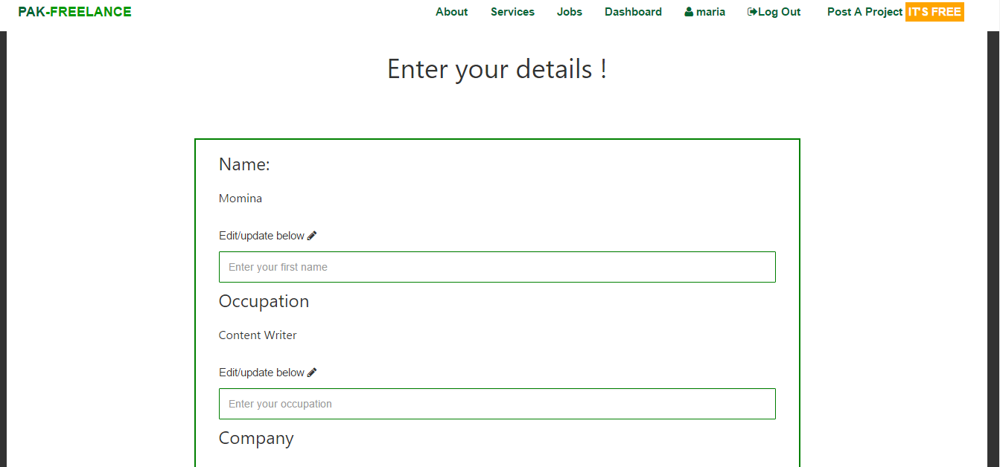 PAK-FREELANCE About Services Jobs Dashboard maria Log Out Post A Project IT'S FREE
Enter your details !
Name:
Momina
Edit/update below
Enter your first name
Occupation
Content Writer
Edit/update below
Enter your occupation
Company